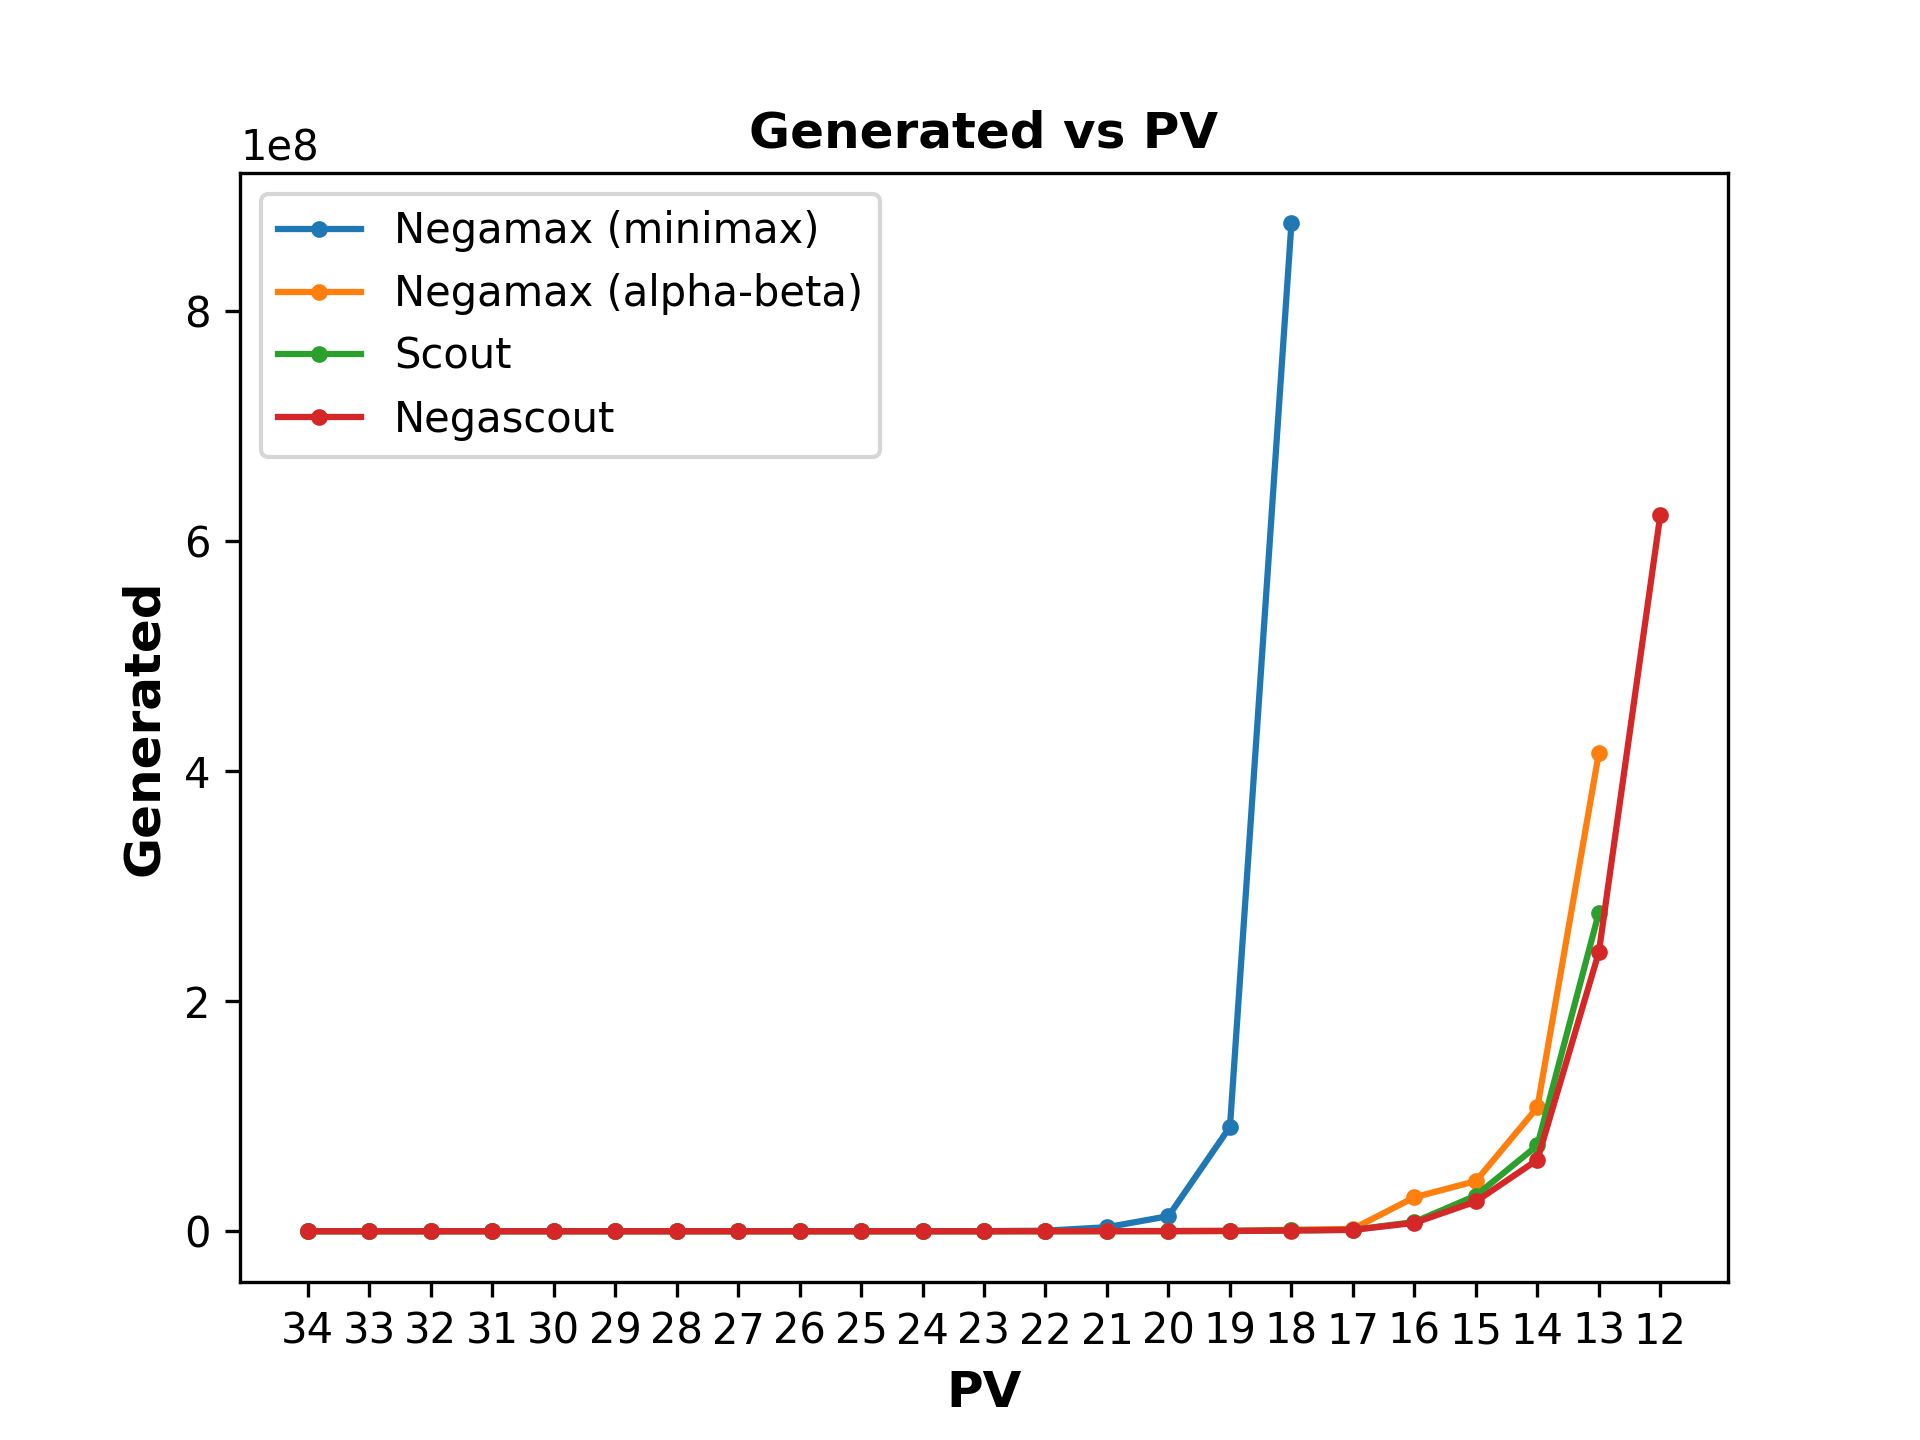 Generated vs PV
1e8
Negamax (minimax)
Negamax (alpha-beta)
Scout
Negascout
8
6
4
2
0
Generated
34 33 32 31 30 29 28 27 26 25 24 23 22 21 20 19 18 17 16 15 14 13 12
PV